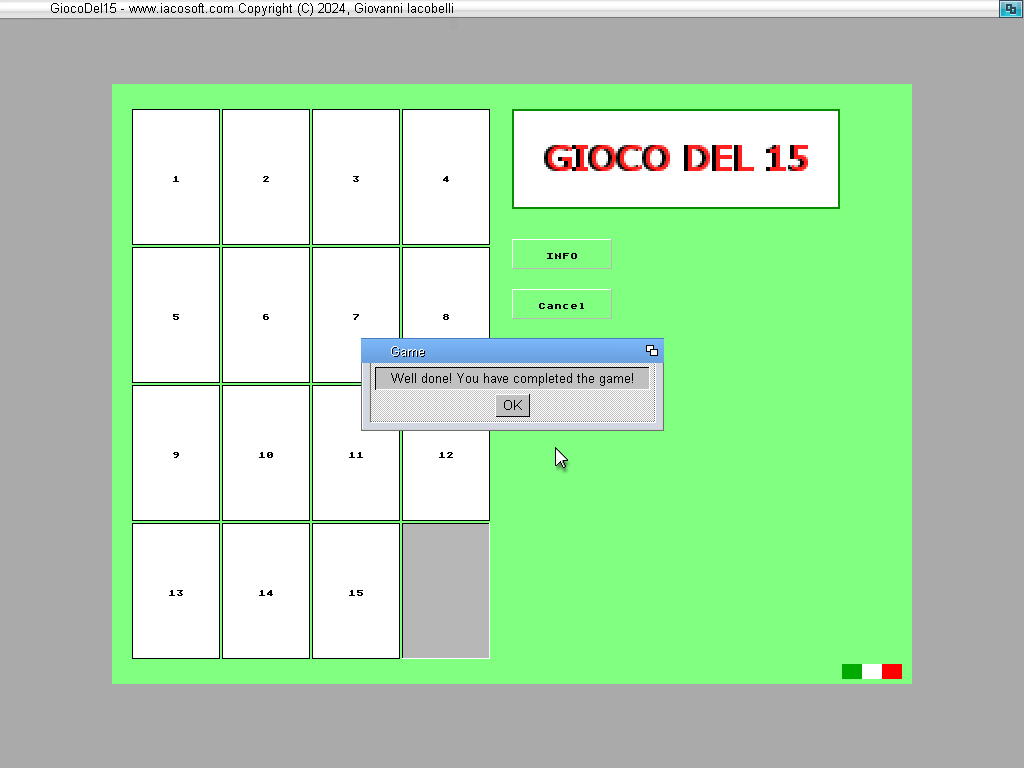 GiocoDel15 - www.iacosoft.com Copyright (C) 2024, Giovanni Iacobelli
1 2 3 4
GIOCO DEL 15
INFO
5 6 7 8
Cancel
Game
Well done! You have completed the game!
OK
9 10 11 12
13 14 15